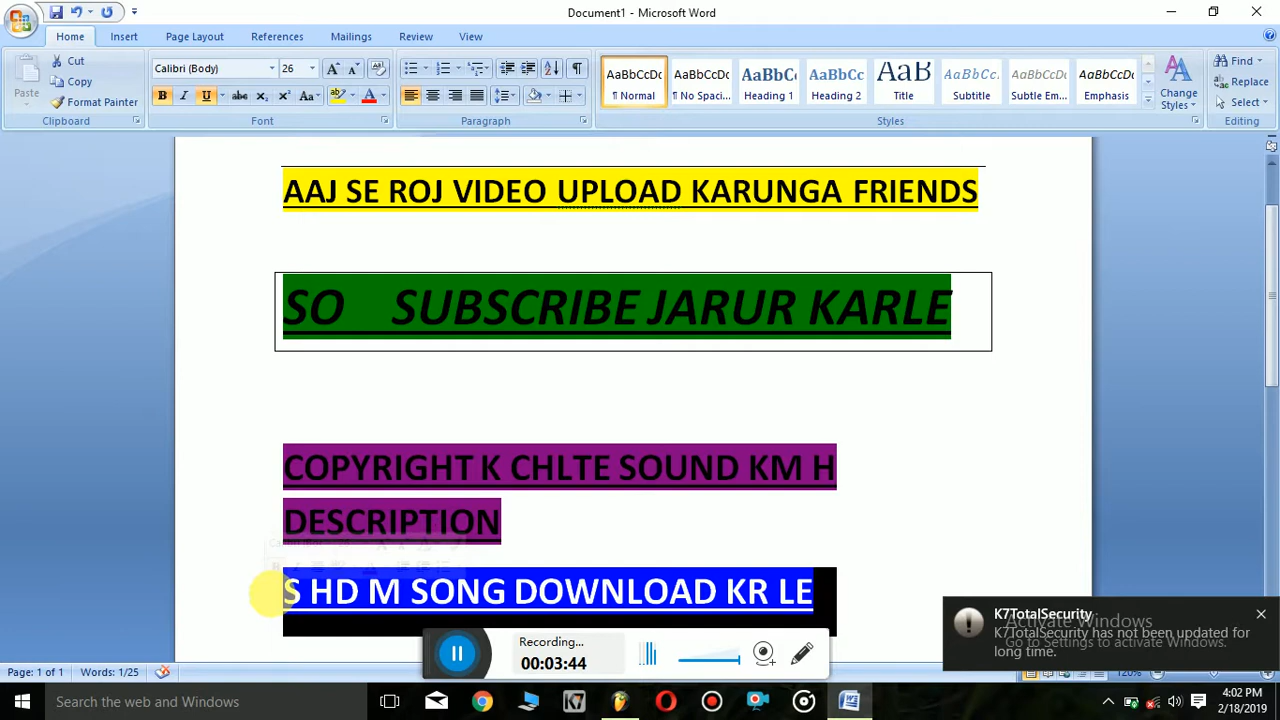 Document1 - Microsoft Word
Home Insert Page Layout References Mailings Review View
Paste
Cut
Copy
Format Painter
Clipboard
Calibri (Body) 26
Font
Paragraph
AaBbCcDc AaBbCcDc AaBbCc AaBbCc AaB AaBbCc. AaBbCcDc AaBbCcDc
¶ Normal ¶ No Spaci... Heading 1 Heading 2 Title Subtitle Subtle Em... Emphasis
Change
Styles
Styles
Find
Replace
Select
Editing
AAJ SE ROJ VIDEO UPLOAD KARUNGA FRIENDS
SO SUBSCRIBE JARUR KARLE
COPYRIGHT K CHLTE SOUND KM H
DESCRIPTION
S HD M SONG DOWNLOAD KR LE
Recording...
00:03:44
K7TotalSecurity
K7TotalSecurity has not been updated for
long time.
Activate Windows
Go to Settings to activate Windows.
Page: 1 of 1 Words: 1/25
120%
Search the web and Windows
4:02 PM
2/18/2019